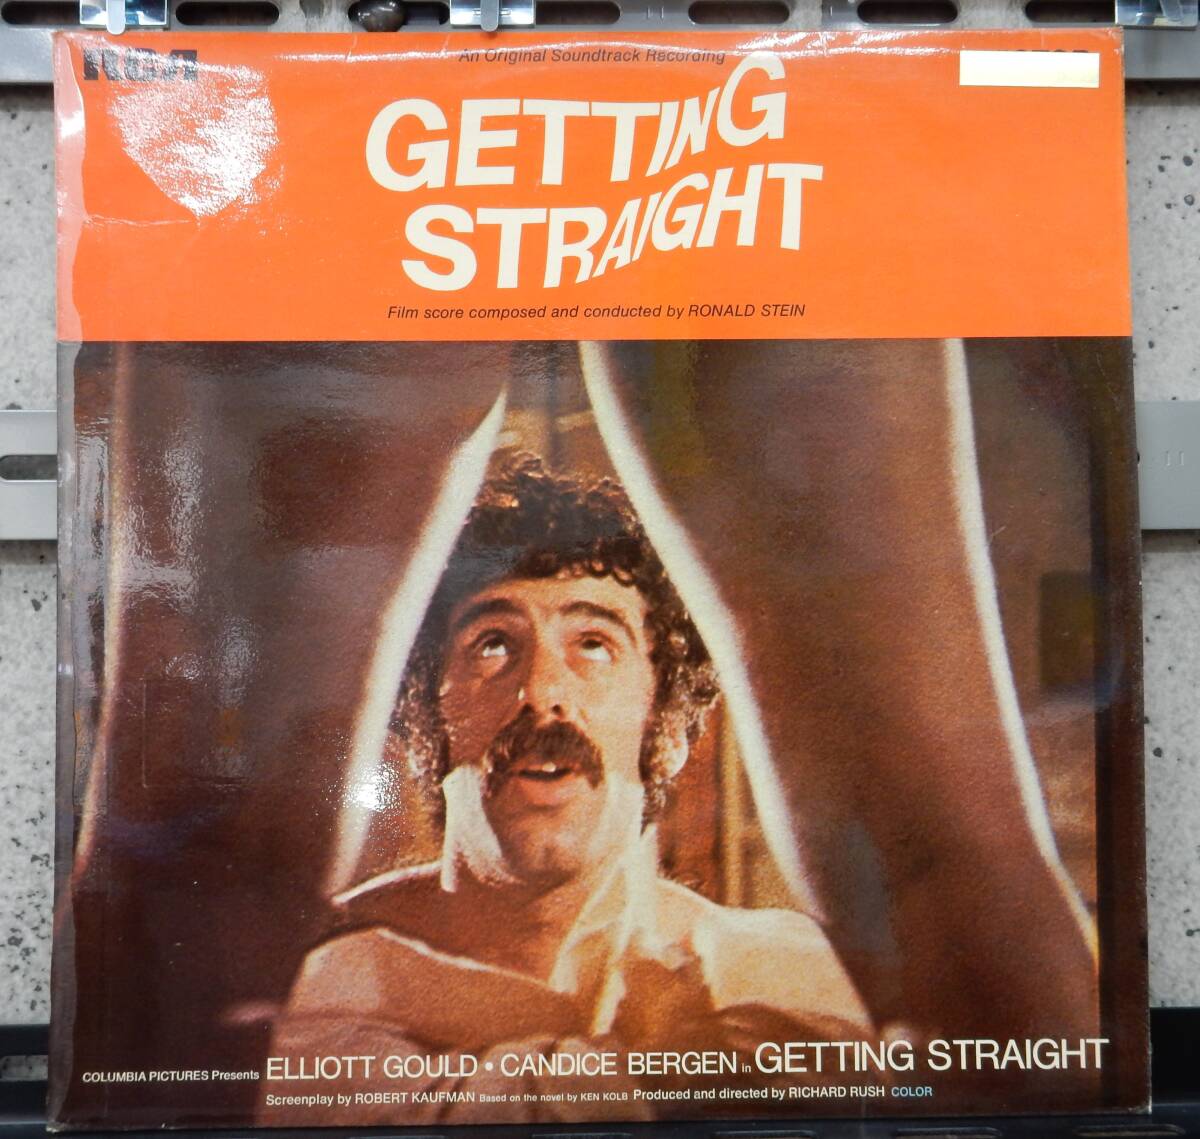 RCA
An Original Soundtrack Recording
GETTING
STRAIGHT
Film score composed and conducted by RONALD STEIN
COLUMBIA PICTURES Presents ELLIOTT GOULD • CANDICE BERGEN in GETTING STRAIGHT
Screenplay by ROBERT KAUFMAN Based on the novel by KEN KOLB Produced and directed by RICHARD RUSH COLOR